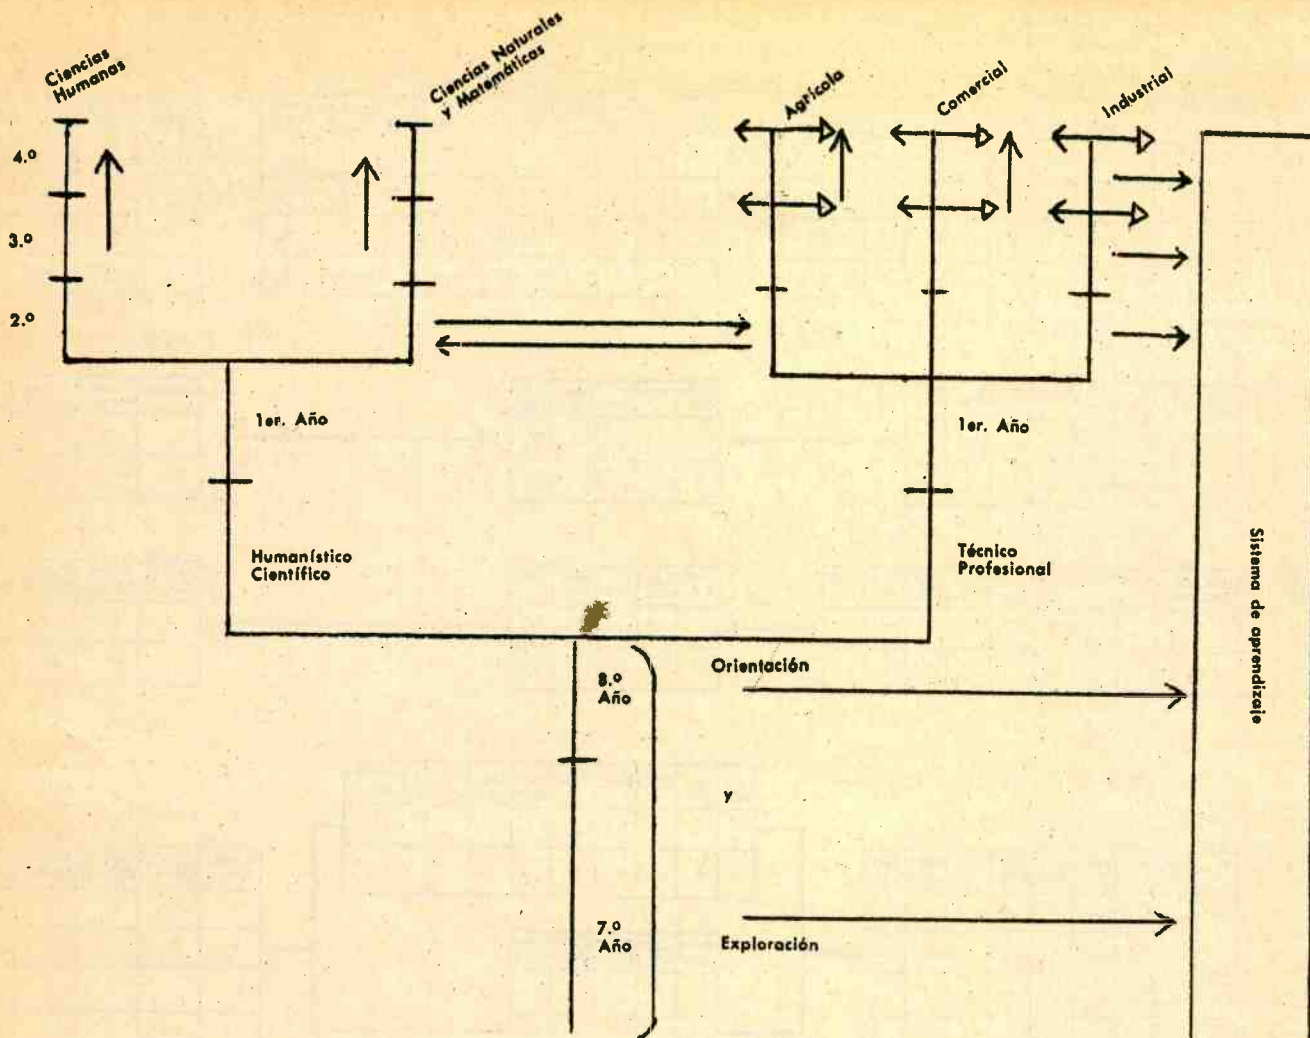 Ciencias
Humanas
Ciencias Naturales
y Matemáticas
Agrícola
Comercial
Industrial
4.º
3.º
2.º
1er. Año
1er. Año
Humanístico
Científico
Técnico
Profesional
Sistema de aprendizaje
8.º
Año
Orientación
y
7.º
Año
Exploración